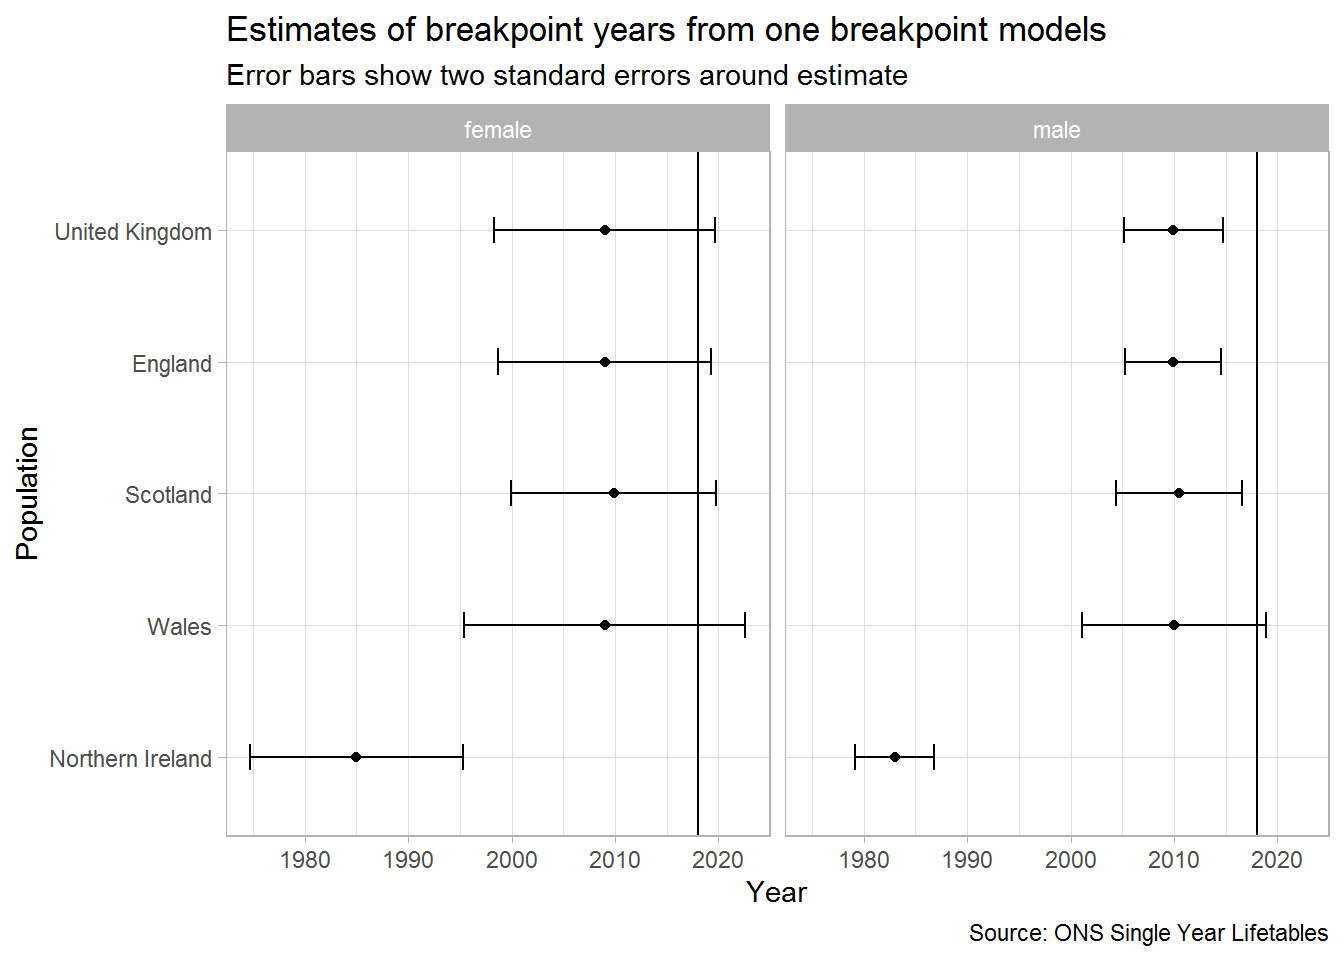 Estimates of breakpoint years from one breakpoint models
Error bars show two standard errors around estimate
female
male
Population
United Kingdom
England
Scotland
Wales
Northern Ireland
1980 1990 2000 2010 2020
1980 1990 2000 2010 2020
Year
Source: ONS Single Year Lifetables